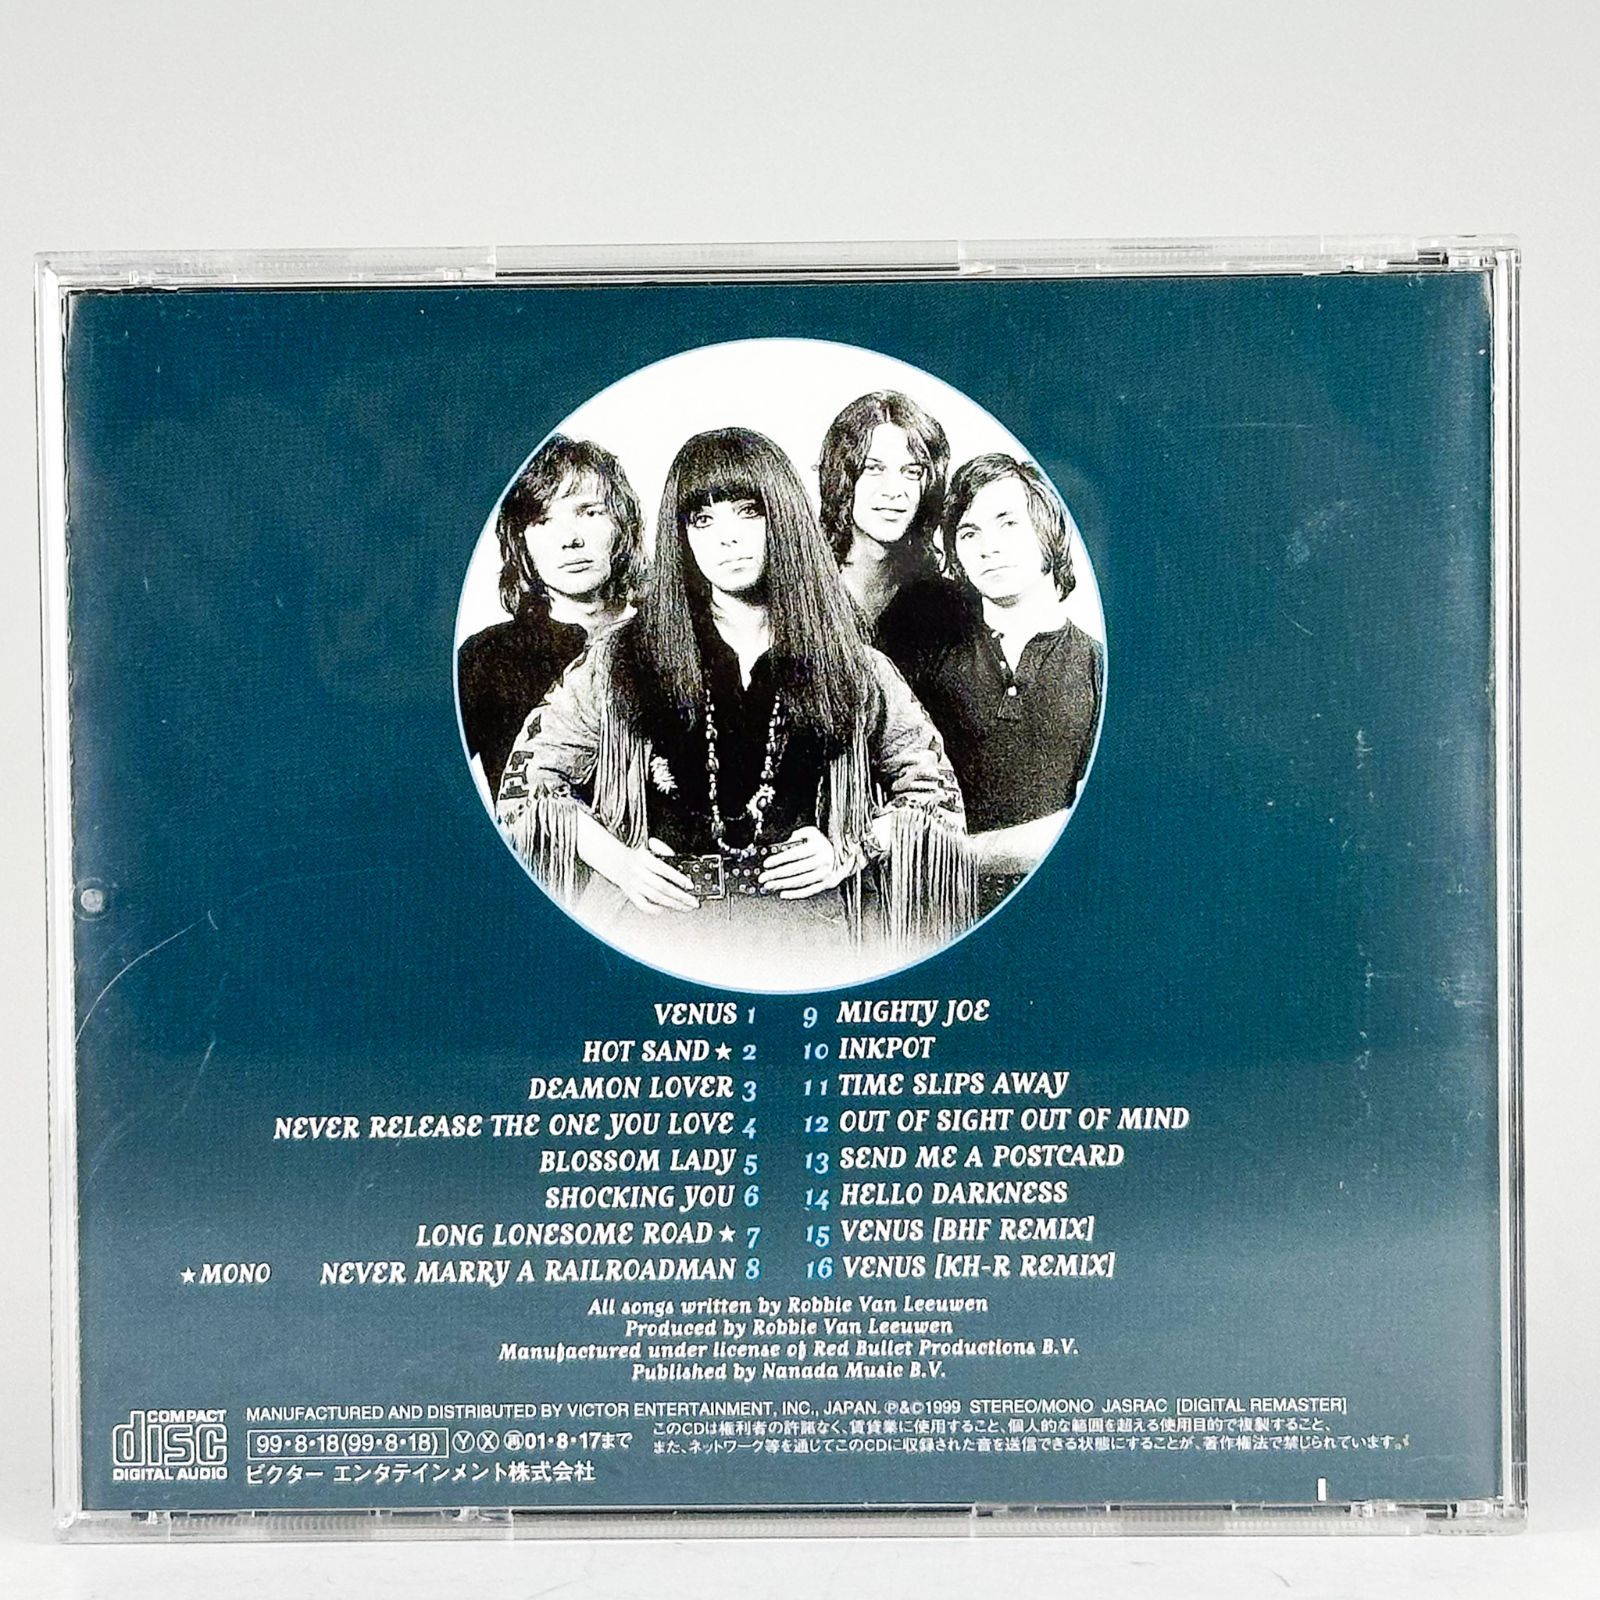 VENUS 1
HOT SAND ★ 2
DEAMON LOVER 3
NEVER RELEASE THE ONE YOU LOVE 4
BLOSSOM LADY 5
SHOCKING YOU 6
LONG LONESOME ROAD ★ 7
★ MONO NEVER MARRY A RAILROADMAN 8
9 MIGHTY JOE
10 INKPOT
11 TIME SLIPS AWAY
12 OUT OF SIGHT OUT OF MIND
13 SEND ME A POSTCARD
14 HELLO DARKNESS
15 VENUS [BHF REMIX]
16 VENUS [KH-R REMIX]
All songs written by Robbie Van Leeuwen
Produced by Robbie Van Leeuwen
Manufactured under license of Red Bullet Productions B.V.
Published by Nanada Music B.V.
COMPACT
disc
DIGITAL AUDIO
MANUFACTURED AND DISTRIBUTED BY VICTOR ENTERTAINMENT, INC., JAPAN. ℗&©1999 STEREO/MONO JASRAC [DIGITAL REMASTER]
99・8・18(99・8・18) Ⓨ Ⓧ 再 01・8・17まで
ビクター エンタテインメント株式会社
このCDは権利者の許諾なく、賃貸業に使用すること、個人的な範囲を超える使用目的で複製すること、
また、ネットワーク等を通じてこのCDに収録された音を送信できる状態にすることが、著作権法で禁じられています。